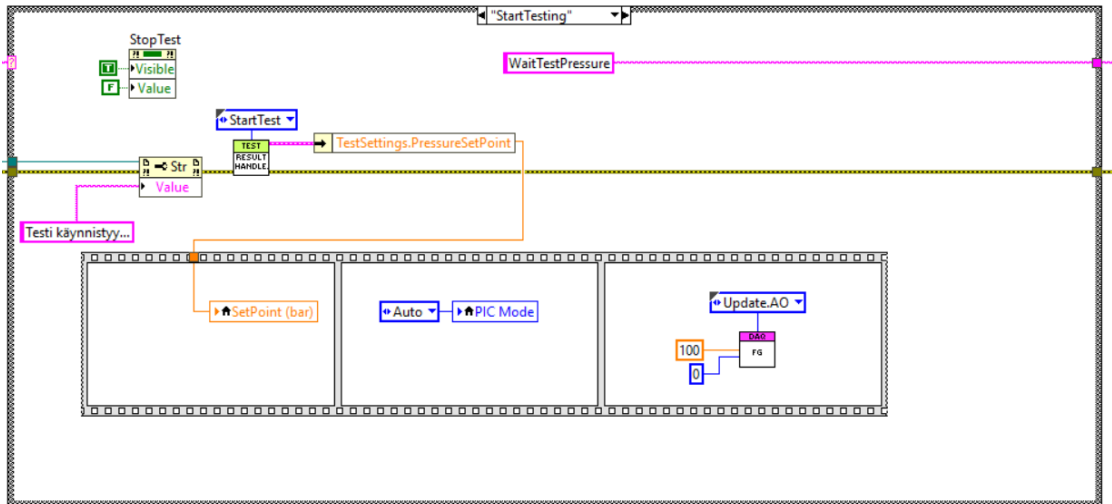 "StartTesting"
StopTest
T
Visible
F
Value
WaitTestPressure
?
StartTest
TEST
RESULT
HANDLE.
TestSettings.PressureSetPoint
Str
Value
Testi käynnistyy...
SetPoint (bar)
Auto
PIC Mode
Update.AO
DAO
FG
100
0